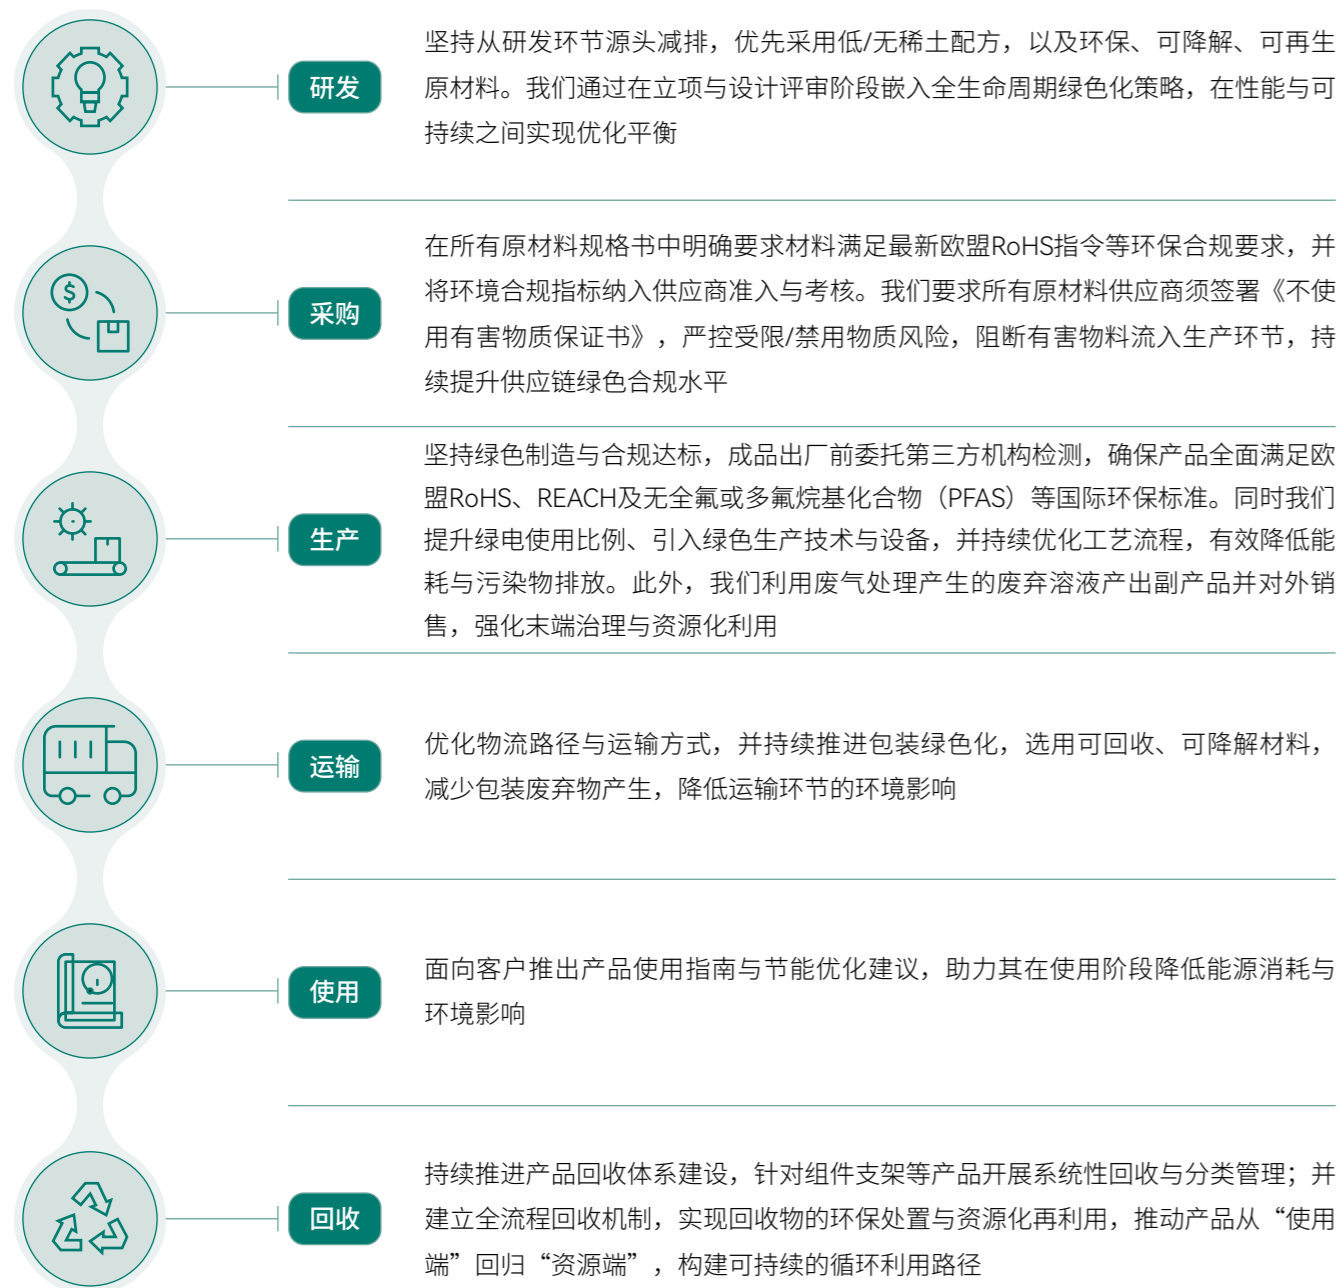 研发
坚持从研发环节源头减排，优先采用低/无稀土配方，以及环保、可降解、可再生
原材料。我们通过在立项与设计评审阶段嵌入全生命周期绿色化策略，在性能与可
持续之间实现优化平衡
采购
在所有原材料规格书中明确要求材料满足最新欧盟RoHS指令等环保合规要求，并
将环境合规指标纳入供应商准入与考核。我们要求所有原材料供应商须签署《不使
用有害物质保证书》，严控受限/禁用物质风险，阻断有害物料流入生产环节，持
续提升供应链绿色合规水平
生产
坚持绿色制造与合规达标，成品出厂前委托第三方机构检测，确保产品全面满足欧
盟RoHS、REACH及无全氟或多氟烷基化合物（PFAS）等国际环保标准。同时我们
提升绿电使用比例、引入绿色生产技术与设备，并持续优化工艺流程，有效降低能
耗与污染物排放。此外，我们利用废气处理产生的废弃溶液产出副产品并对外销
售，强化末端治理与资源化利用
运输
优化物流路径与运输方式，并持续推进包装绿色化，选用可回收、可降解材料，
减少包装废弃物产生，降低运输环节的环境影响
使用
面向客户推出产品使用指南与节能优化建议，助力其在使用阶段降低能源消耗与
环境影响
回收
持续推进产品回收体系建设，针对组件支架等产品开展系统性回收与分类管理；并
建立全流程回收机制，实现回收物的环保处置与资源化再利用，推动产品从“使用
端”回归“资源端”，构建可持续的循环利用路径